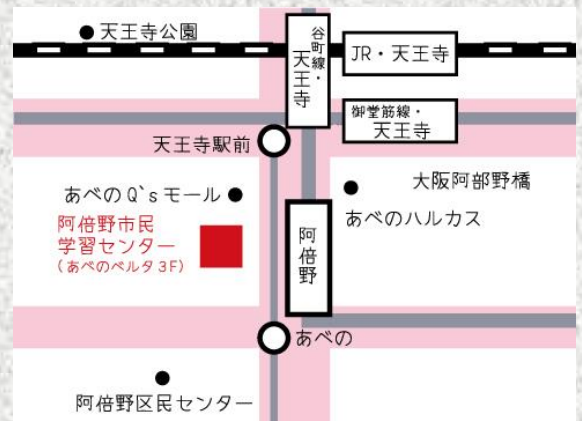 天王寺公園
谷町線・
天王寺
JR・天王寺
御堂筋線・
天王寺
天王寺駅前
あべのQ`sモール
大阪阿部野橋
あべのハルカス
阿倍野市民
学習センター
(あべのベルタ3F)
阿倍野
あべの
阿倍野区民センター